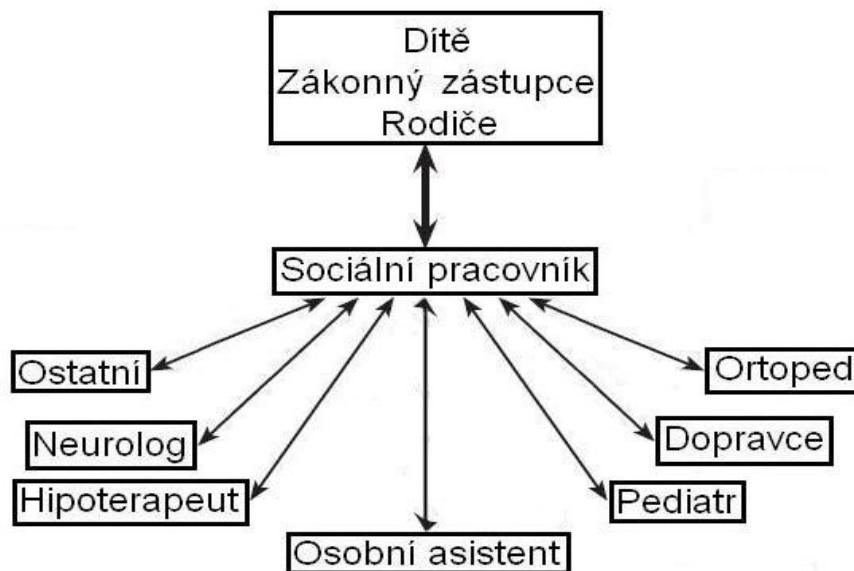 Dítě
Zákonný zástupce
Rodiče
Sociální pracovník
Ostatní
Ortoped
Neurolog
Dopravce
Hipoterapeut
Pediatr
Osobní asistent